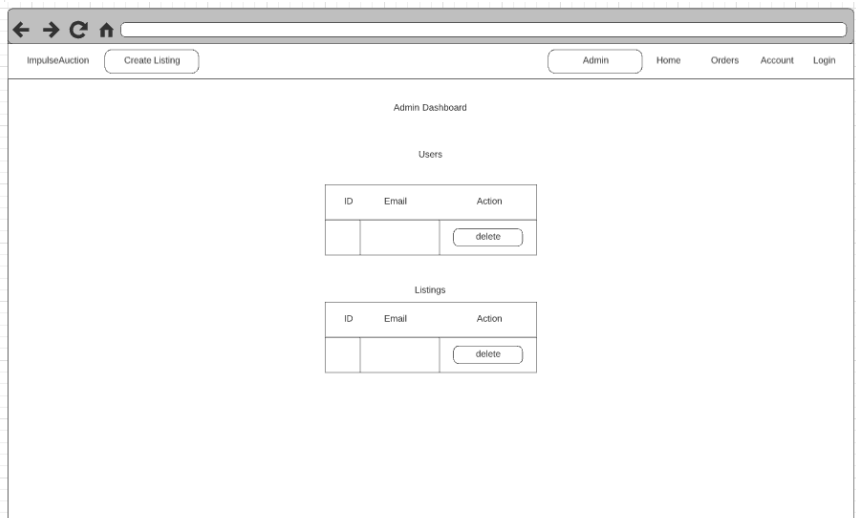 ImpulseAuction Create Listing Admin Home Orders Account Login
Admin Dashboard
Users
ID Email Action
delete
Listings
ID Email Action
delete